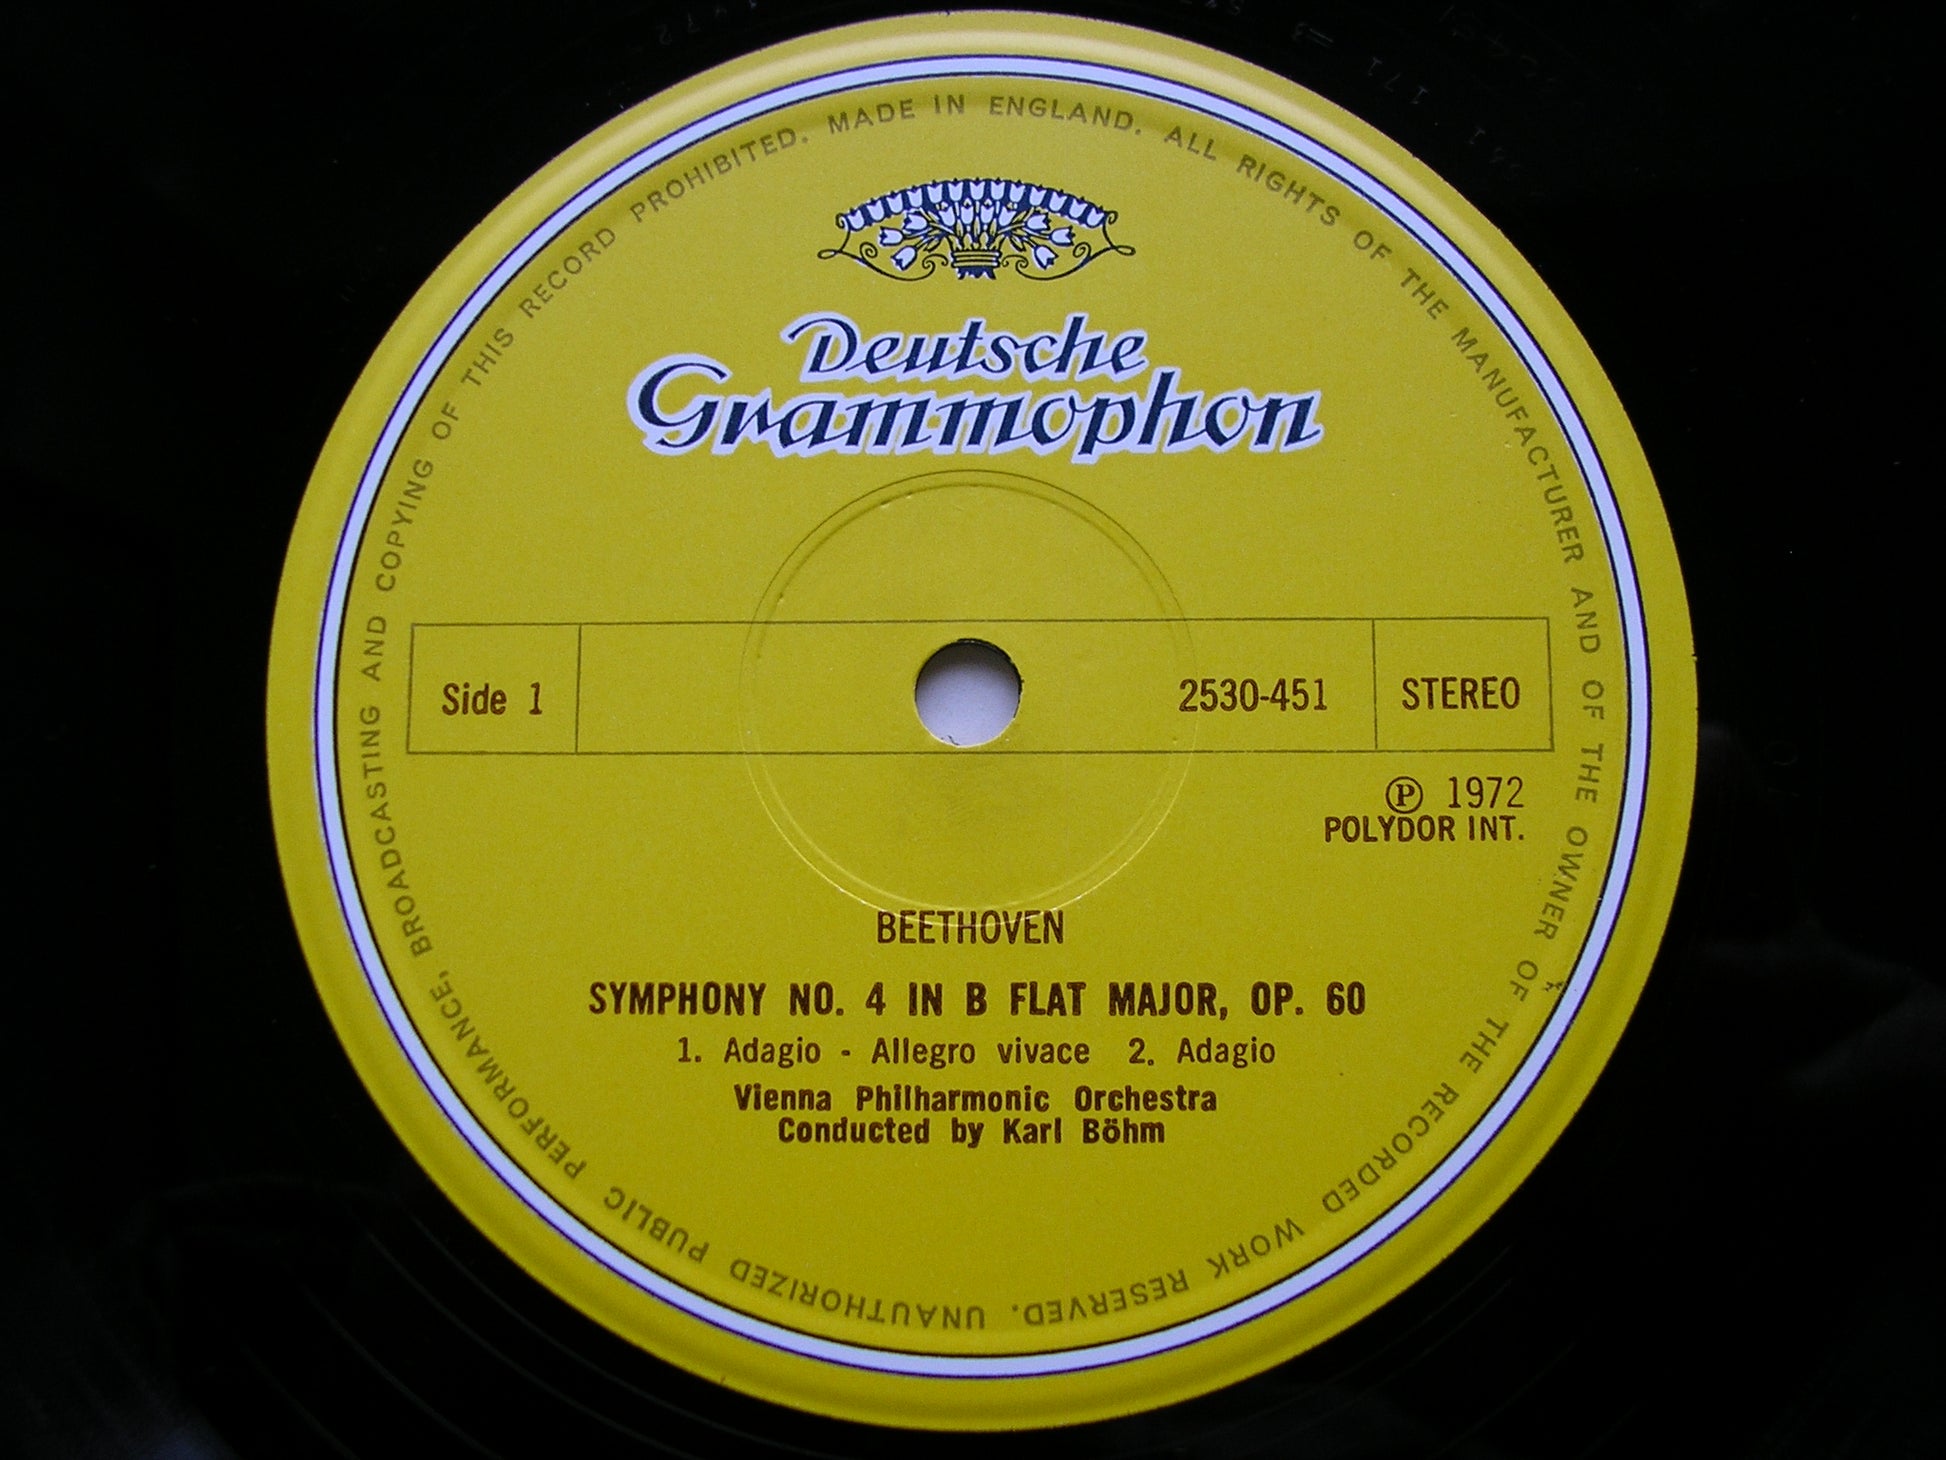 MADE IN ENGLAND. ALL RIGHTS OF THE MANUFACTURER AND OF THE OWNER OF THE RECORDED WORK RESERVED. UNAUTHORIZED PUBLIC PERFORMANCE, BROADCASTING AND COPYING OF THIS RECORD PROHIBITED.
Deutsche
Grammophon
Side 1
2530-451
STEREO
Ⓟ 1972
POLYDOR INT.
BEETHOVEN
SYMPHONY NO. 4 IN B FLAT MAJOR, OP. 60
1. Adagio - Allegro vivace 2. Adagio
Vienna Philharmonic Orchestra
Conducted by Karl Böhm